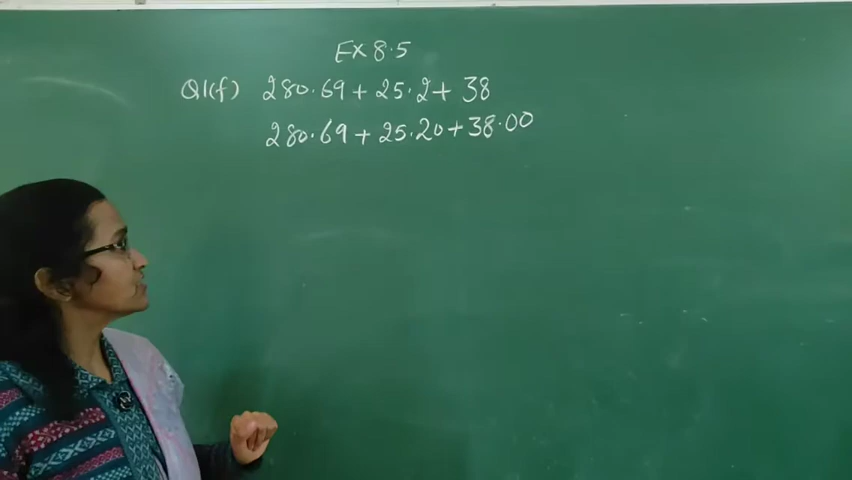 EX 8.5
Q1(f) 280.69 + 25.2 + 38
280.69 + 25.20 + 38.00